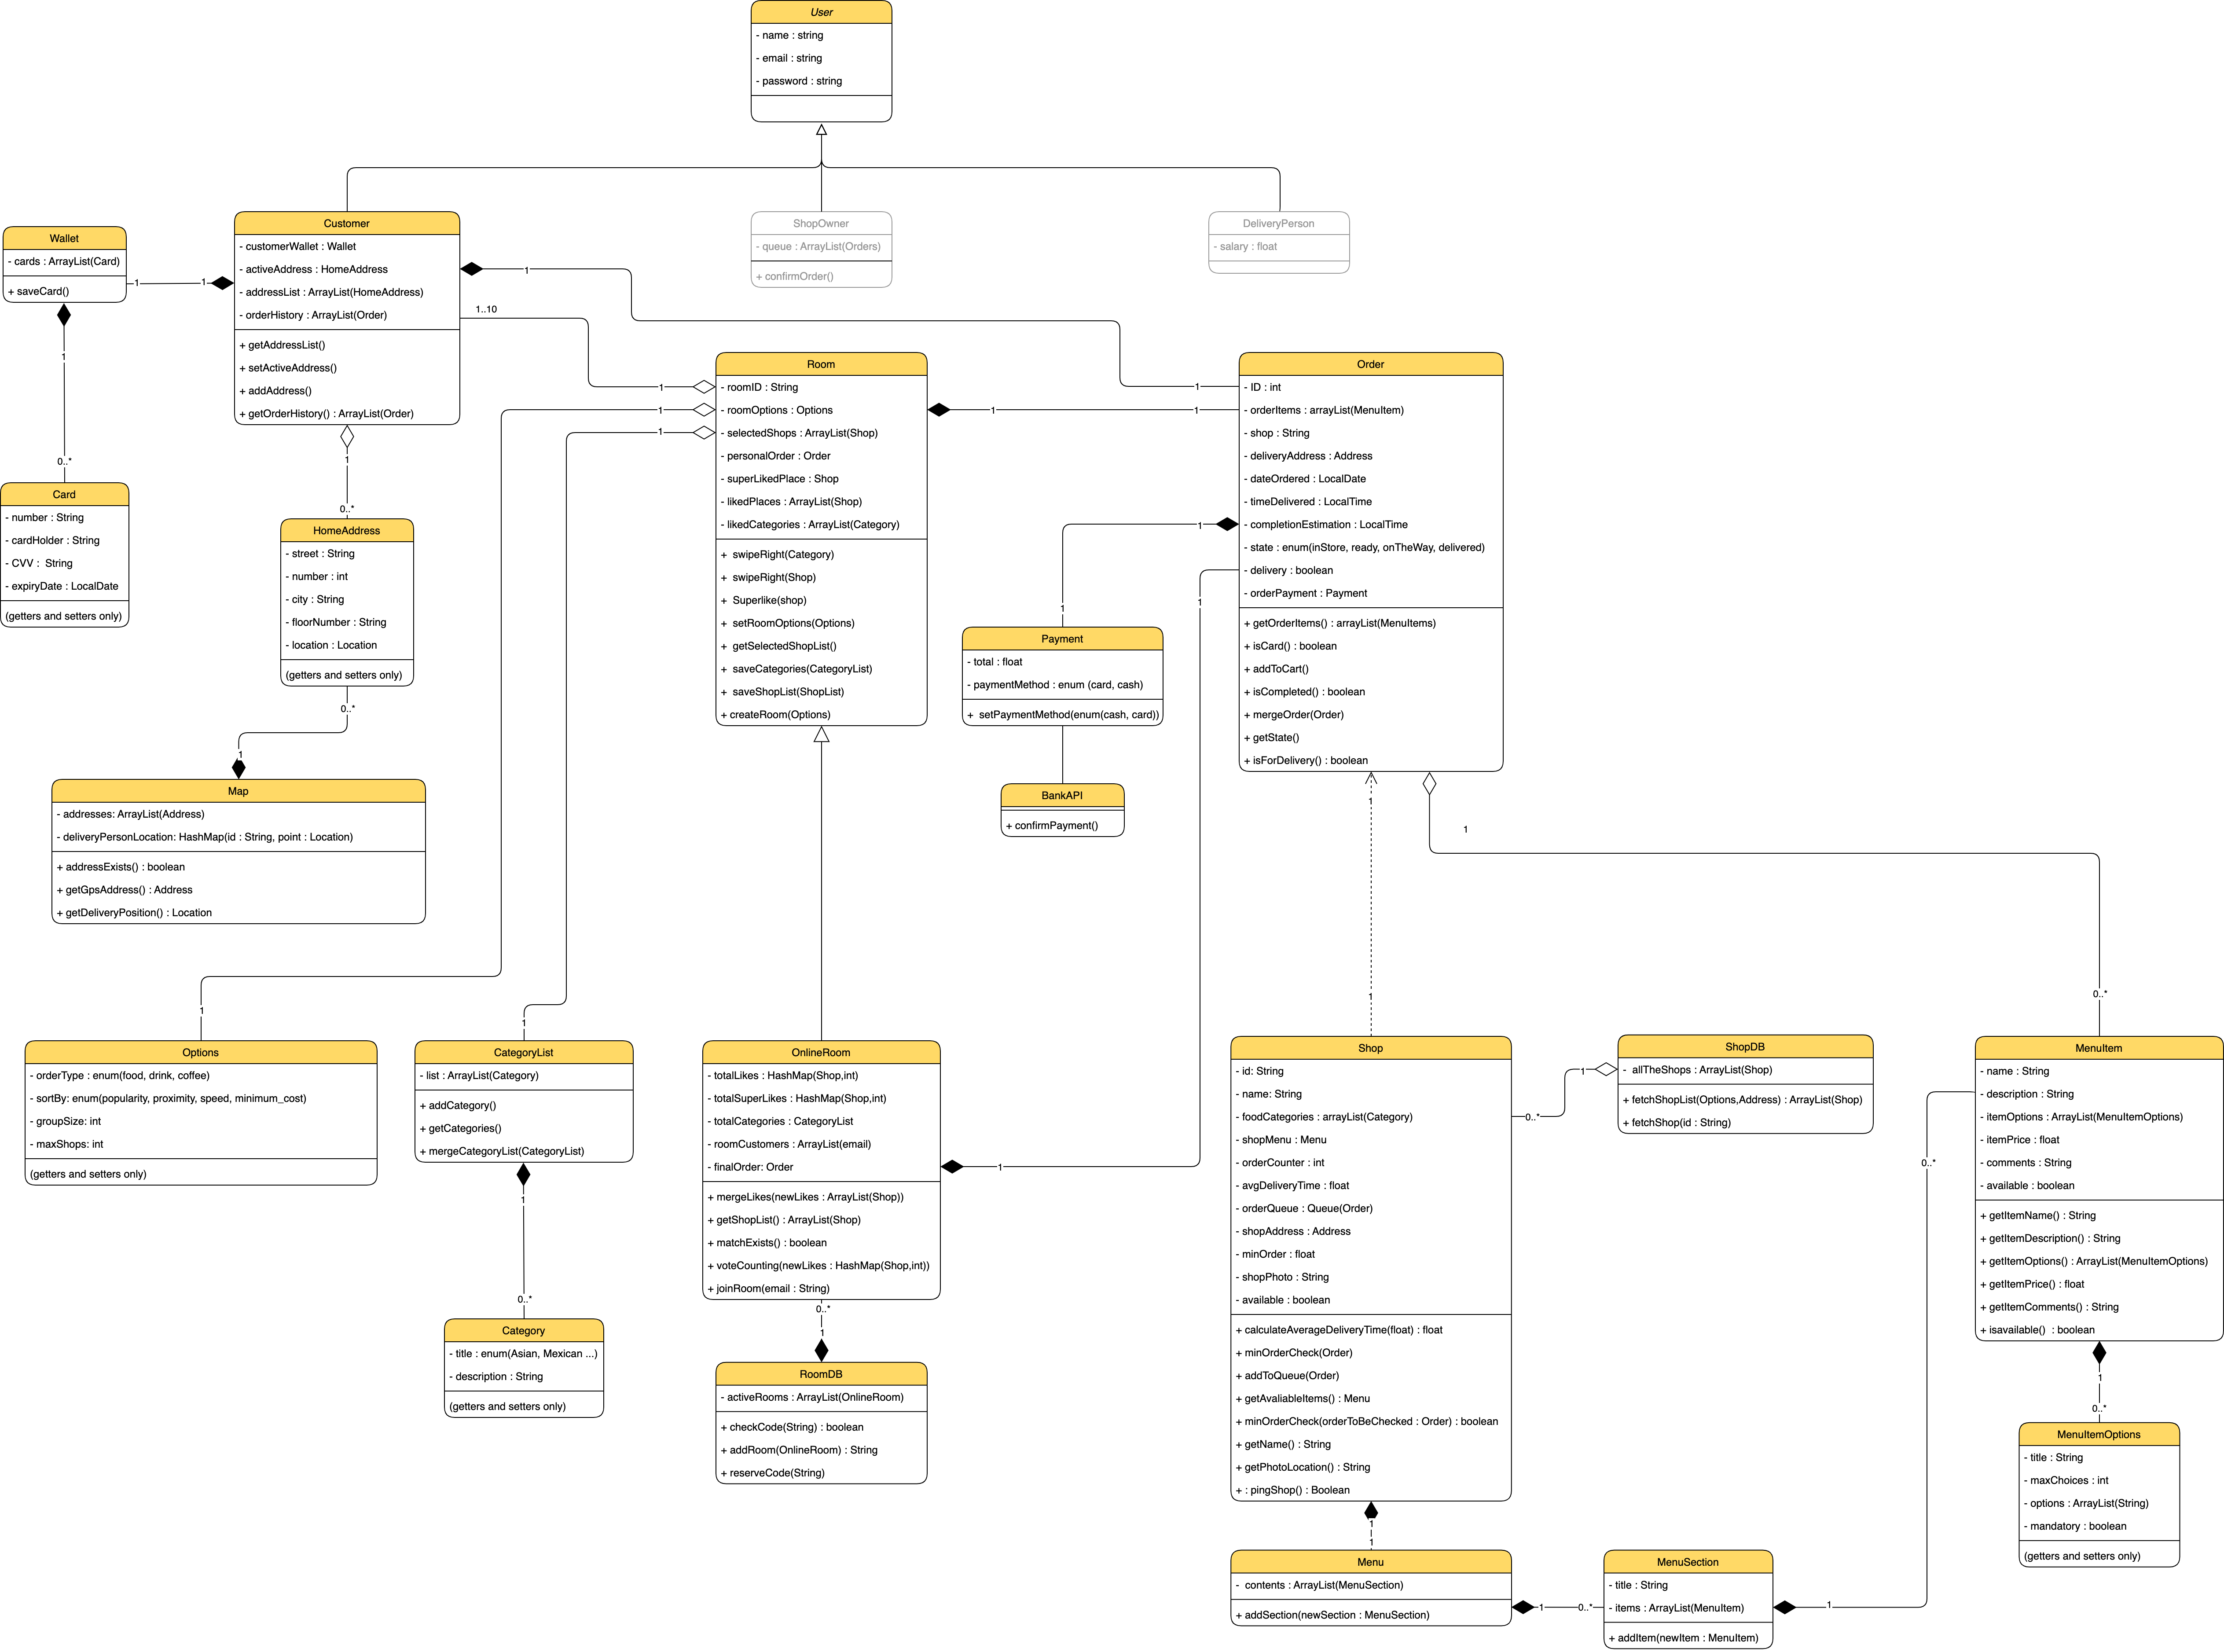 User
- name : string
- email : string
- password : string
Customer
- customerWallet : Wallet
- activeAddress : HomeAddress
- addressList : ArrayList(HomeAddress)
- orderHistory : ArrayList(Order)
+ getAddressList()
+ setActiveAddress()
+ addAddress()
+ getOrderHistory() : ArrayList(Order)
ShopOwner
- queue : ArrayList(Orders)
+ confirmOrder()
DeliveryPerson
- salary : float
Wallet
- cards : ArrayList(Card)
+ saveCard()
1
1
1
1..10
1
0..*
1
0..*
1
1
1
1
1
1
Card
- number : String
- cardHolder : String
- CVV :  String
- expiryDate : LocalDate
(getters and setters only)
HomeAddress
- street : String
- number : int
- city : String
- floorNumber : String
- location : Location
(getters and setters only)
0..*
1
Map
- addresses: ArrayList(Address)
- deliveryPersonLocation: HashMap(id : String, point : Location)
+ addressExists() : boolean
+ getGpsAddress() : Address
+ getDeliveryPosition() : Location
Room
- roomID : String
- roomOptions : Options
- selectedShops : ArrayList(Shop)
- personalOrder : Order
- superLikedPlace : Shop
- likedPlaces : ArrayList(Shop)
- likedCategories : ArrayList(Category)
+  swipeRight(Category)
+  swipeRight(Shop)
+  Superlike(shop)
+  setRoomOptions(Options)
+  getSelectedShopList()
+  saveCategories(CategoryList)
+  saveShopList(ShopList)
+ createRoom(Options)
Order
- ID : int
- orderItems : arrayList(MenuItem)
- shop : String
- deliveryAddress : Address
- dateOrdered : LocalDate
- timeDelivered : LocalTime
- completionEstimation : LocalTime
- state : enum(inStore, ready, onTheWay, delivered)
- delivery : boolean
- orderPayment : Payment
+ getOrderItems() : arrayList(MenuItems)
+ isCard() : boolean
+ addToCart()
+ isCompleted() : boolean
+ mergeOrder(Order)
+ getState()
+ isForDelivery() : boolean
1
1
1
Payment
- total : float
- paymentMethod : enum (card, cash)
+  setPaymentMethod(enum(cash, card))
BankAPI
+ confirmPayment()
1
1
1
0..*
1
1
Options
- orderType : enum(food, drink, coffee)
- sortBy: enum(popularity, proximity, speed, minimum_cost)
- groupSize: int
- maxShops: int
(getters and setters only)
CategoryList
- list : ArrayList(Category)
+ addCategory()
+ getCategories()
+ mergeCategoryList(CategoryList)
1
0..*
Category
- title : enum(Asian, Mexican ...)
- description : String
(getters and setters only)
OnlineRoom
- totalLikes : HashMap(Shop,int)
- totalSuperLikes : HashMap(Shop,int)
- totalCategories : CategoryList
- roomCustomers : ArrayList(email)
- finalOrder: Order
+ mergeLikes(newLikes : ArrayList(Shop))
+ getShopList() : ArrayList(Shop)
+ matchExists() : boolean
+ voteCounting(newLikes : HashMap(Shop,int))
+ joinRoom(email : String)
1
0..*
1
RoomDB
- activeRooms : ArrayList(OnlineRoom)
+ checkCode(String) : boolean
+ addRoom(OnlineRoom) : String
+ reserveCode(String)
Shop
- id: String
- name: String
- foodCategories : arrayList(Category)
- shopMenu : Menu
- orderCounter : int
- avgDeliveryTime : float
- orderQueue : Queue(Order)
- shopAddress : Address
- minOrder : float
- shopPhoto : String
- available : boolean
+ calculateAverageDeliveryTime(float) : float
+ minOrderCheck(Order)
+ addToQueue(Order)
+ getAvaliableItems() : Menu
+ minOrderCheck(orderToBeChecked : Order) : boolean
+ getName() : String
+ getPhotoLocation() : String
+ : pingShop() : Boolean
1
0..*
ShopDB
-  allTheShops : ArrayList(Shop)
+ fetchShopList(Options,Address) : ArrayList(Shop)
+ fetchShop(id : String)
MenuItem
- name : String
- description : String
- itemOptions : ArrayList(MenuItemOptions)
- itemPrice : float
- comments : String
- available : boolean
+ getItemName() : String
+ getItemDescription() : String
+ getItemOptions() : ArrayList(MenuItemOptions)
+ getItemPrice() : float
+ getItemComments() : String
+ isavailable()  : boolean
0..*
1
0..*
MenuItemOptions
- title : String
- maxChoices : int
- options : ArrayList(String)
- mandatory : boolean
(getters and setters only)
1
1
Menu
-  contents : ArrayList(MenuSection)
+ addSection(newSection : MenuSection)
1
0..*
MenuSection
- title : String
- items : ArrayList(MenuItem)
+ addItem(newItem : MenuItem)
1